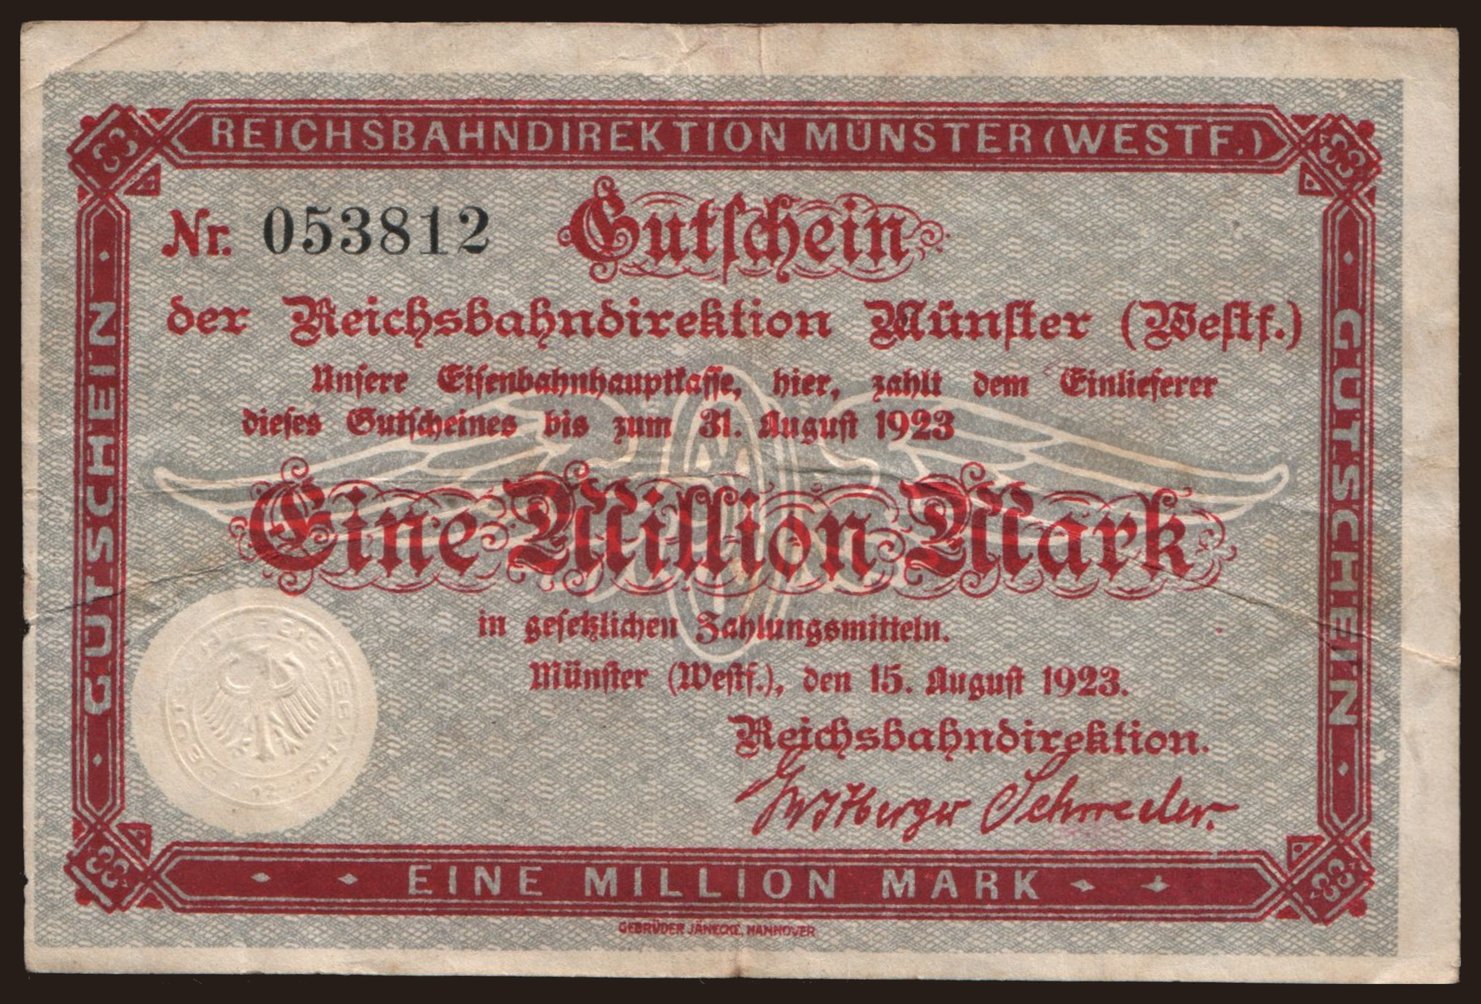 REICHSBAHNDIREKTION MÜNSTER (WESTF.)
Nr. 053812 Gutschein
der Reichsbahndirektion Münster (Westf.)
Unsere Eisenbahnhauptkasse, hier, zahlt dem Einlieferer
dieses Gutscheines bis zum 31. August 1923
Eine Million Mark
in gesetzlichen Zahlungsmitteln.
Münster (Westf.), den 15. August 1923.
Reichsbahndirektion.
Schweder.
GUTSCHEIN
GUTSCHEIN
EINE MILLION MARK
GEBRÜDER JÄNECKE, HANNOVER